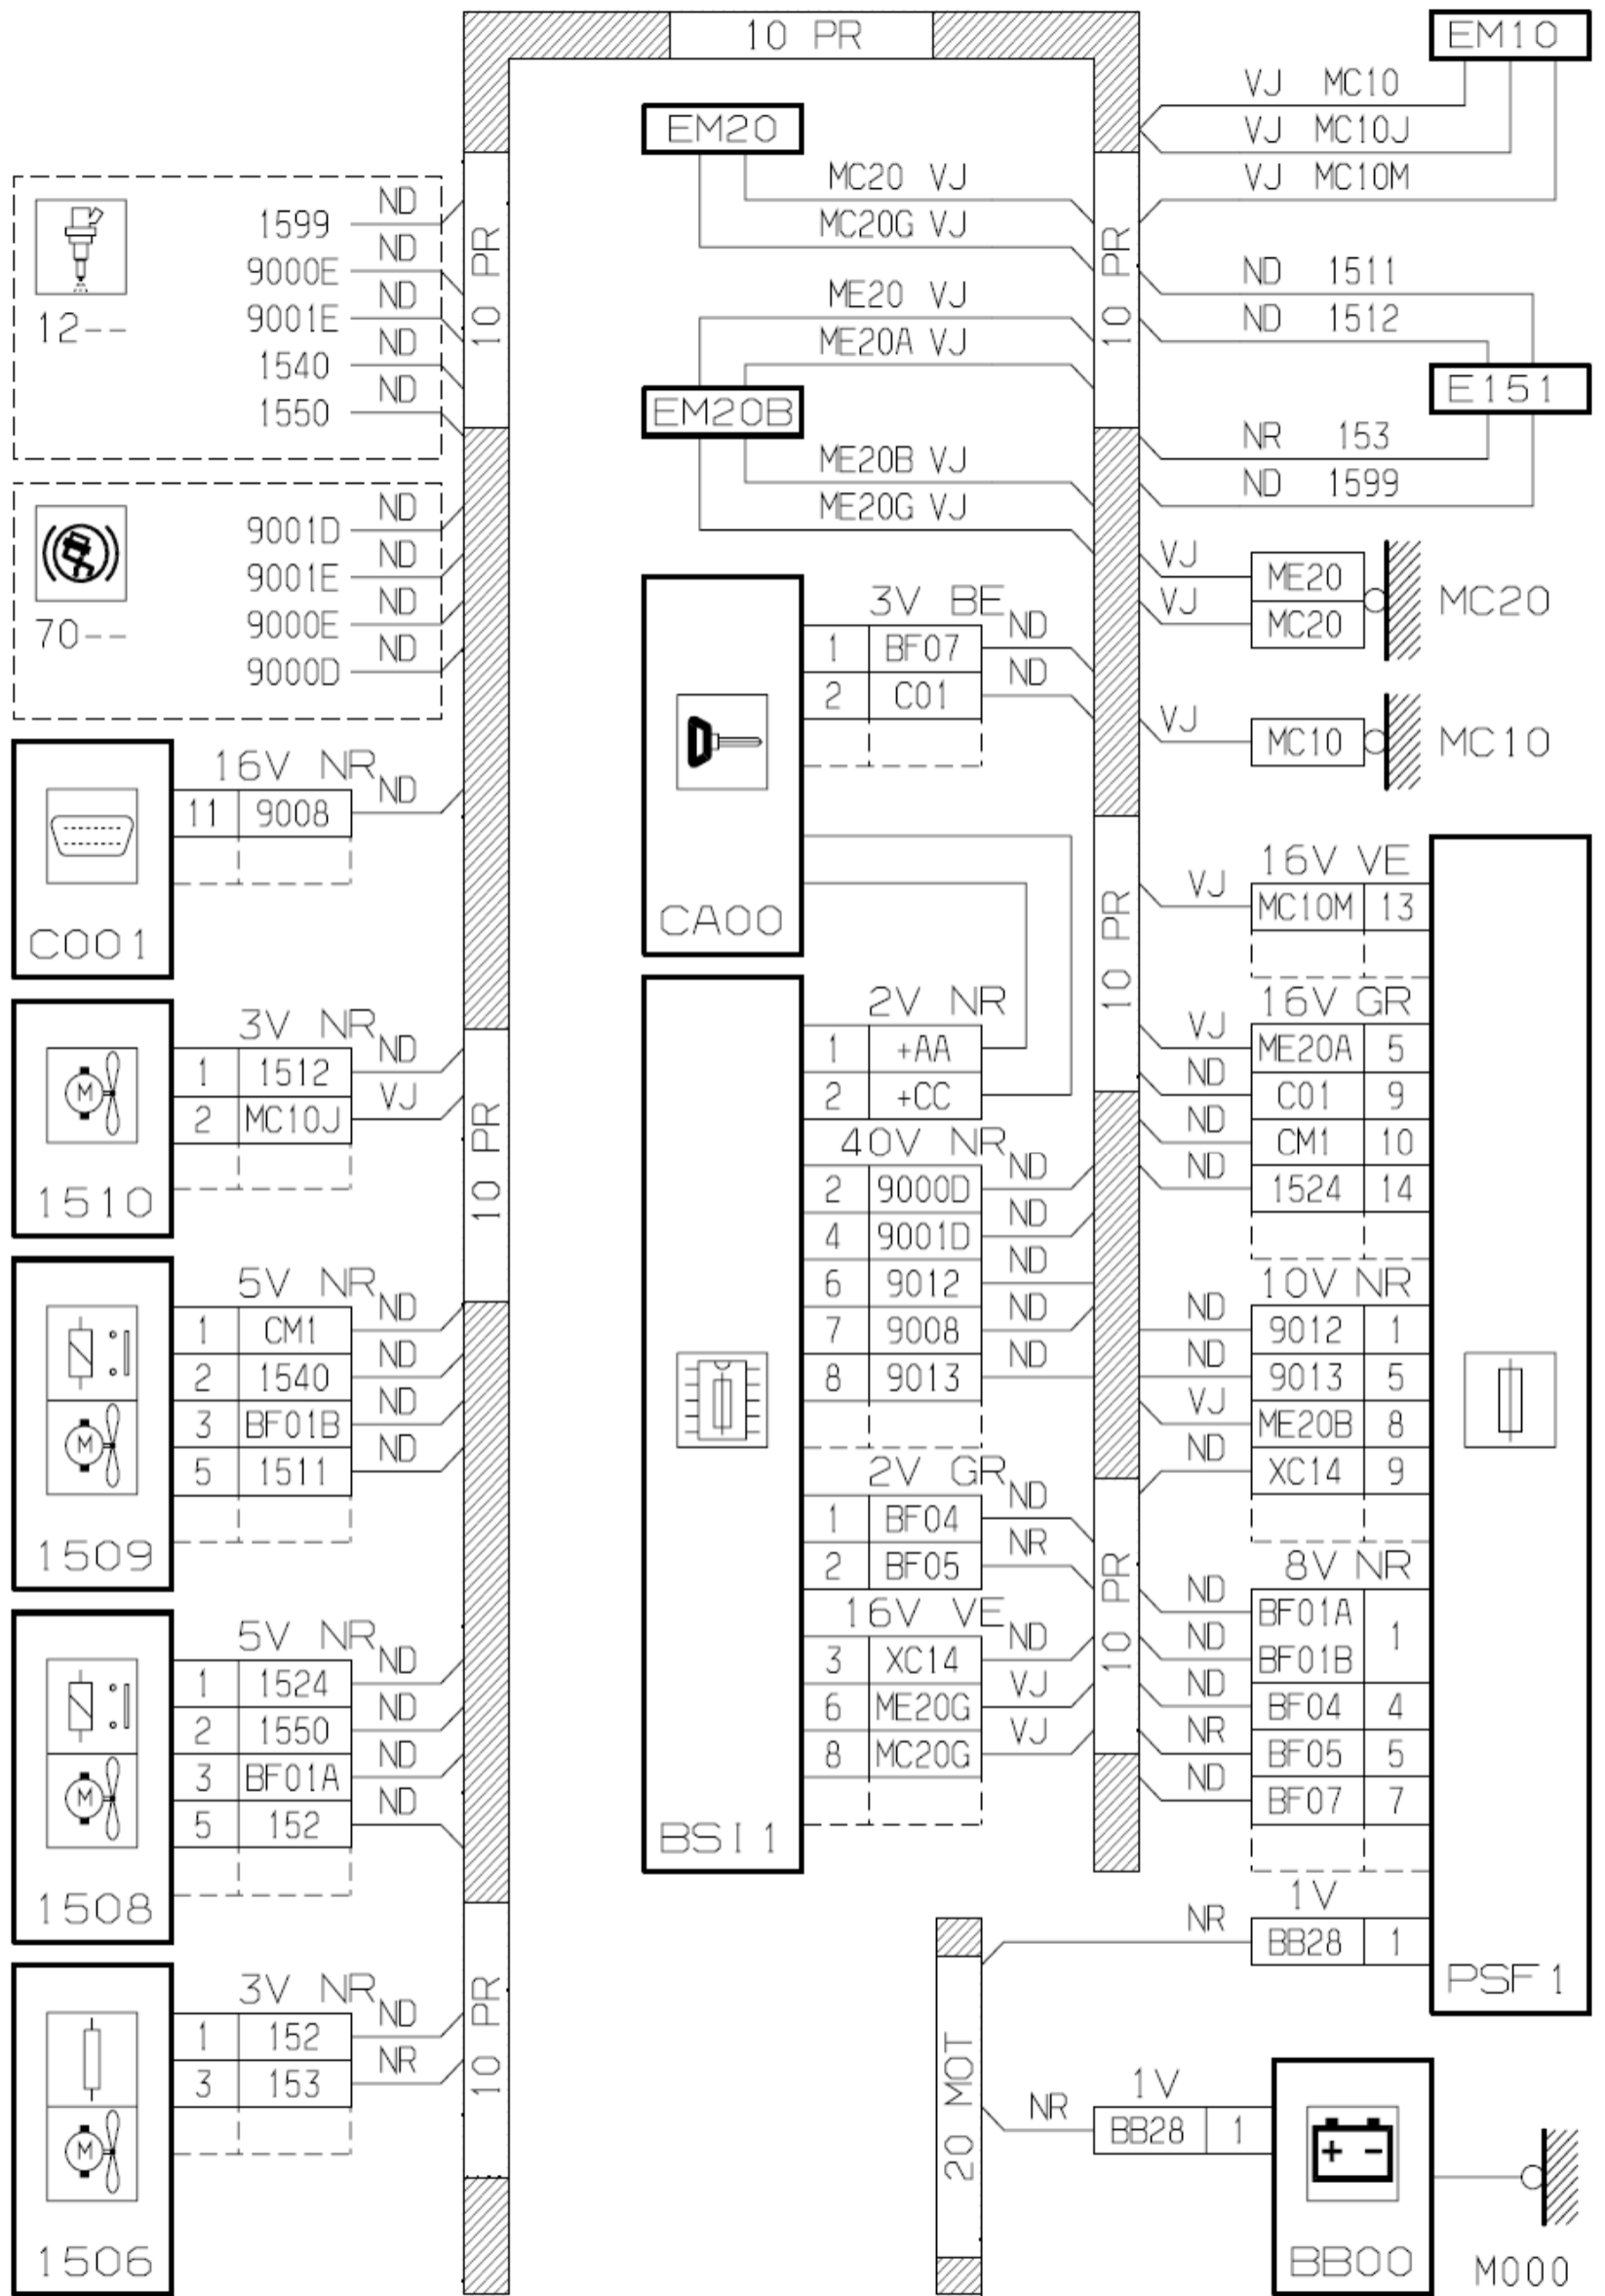 10 PR
EM10
VJ MC10
VJ MC10J
VJ MC10M
EM20
MC20 VJ
MC20G VJ
ME20 VJ
ME20A VJ
EM20B
ME20B VJ
ME20G VJ
10 PR
10 PR
ND 1511
ND 1512
E151
NR 153
ND 1599
12--
1599 ND
9000E ND
9001E ND
1540 ND
1550 ND
70--
9001D ND
9001E ND
9000E ND
9000D ND
VJ ME20
VJ MC20
MC20
VJ MC10
MC10
CA00
3V BE
1 BF07 ND
2 C01 ND
C001
16V NR
11 9008 ND
1510
3V NR
1 1512 ND
2 MC10J VJ
10 PR
1509
5V NR
1 CM1 ND
2 1540 ND
3 BF01B ND
5 1511 ND
1508
5V NR
1 1524 ND
2 1550 ND
3 BF01A ND
5 152 ND
1506
3V NR
1 152 ND
3 153 NR
10 PR
BSI1
2V NR
1 +AA
2 +CC
40V NR
2 9000D ND
4 9001D ND
6 9012 ND
7 9008 ND
8 9013 ND
2V GR
1 BF04 ND
2 BF05 NR
16V VE
3 XC14 ND
6 ME20G VJ
8 MC20G VJ
10 PR
10 PR
16V VE
VJ MC10M 13
16V GR
VJ ME20A 5
ND C01 9
ND CM1 10
ND 1524 14
10V NR
ND 9012 1
ND 9013 5
VJ ME20B 8
ND XC14 9
8V NR
ND BF01A 1
ND BF01B
ND BF04 4
NR BF05 5
ND BF07 7
1V
NR BB28 1
PSF1
20 MOT
1V
NR BB28 1
M
M
M
M
+ -
BB00
M000